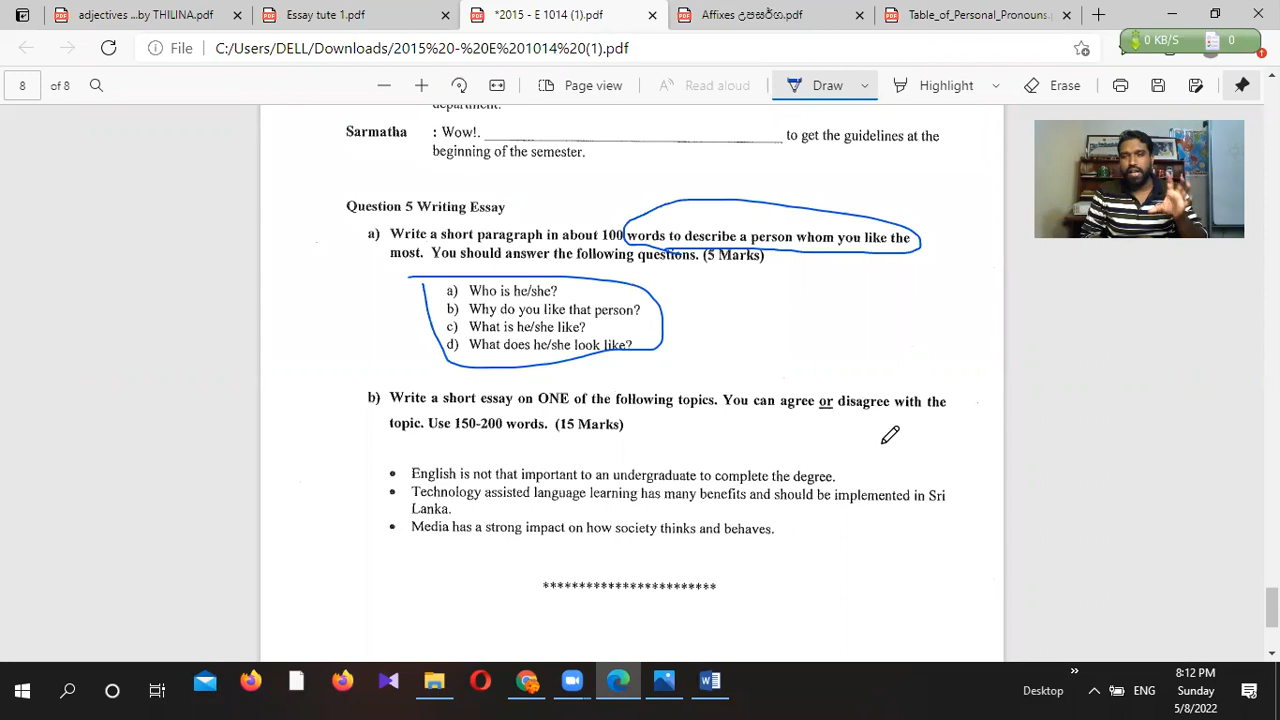 adjectives ...by THILINA.pdf
Essay tute 1.pdf
*2015 - E 1014 (1).pdf
Affixes උපසර්ග.pdf
Table_of_Personal_Pronouns.
File
C:/Users/DELL/Downloads/2015%20-%20E%201014%20(1).pdf
0 KB/S
0
8 of 8
Page view
Read aloud
Draw
Highlight
Erase
department.
Sarmatha : Wow!. ______ to get the guidelines at the
beginning of the semester.
Question 5 Writing Essay
a) Write a short paragraph in about 100 words to describe a person whom you like the
most. You should answer the following questions. (5 Marks)
a) Who is he/she?
b) Why do you like that person?
c) What is he/she like?
d) What does he/she look like?
b) Write a short essay on ONE of the following topics. You can agree or disagree with the
topic. Use 150-200 words. (15 Marks)
• English is not that important to an undergraduate to complete the degree.
• Technology assisted language learning has many benefits and should be implemented in Sri
Lanka.
• Media has a strong impact on how society thinks and behaves.
************************
Desktop
ENG
8:12 PM
Sunday
5/8/2022